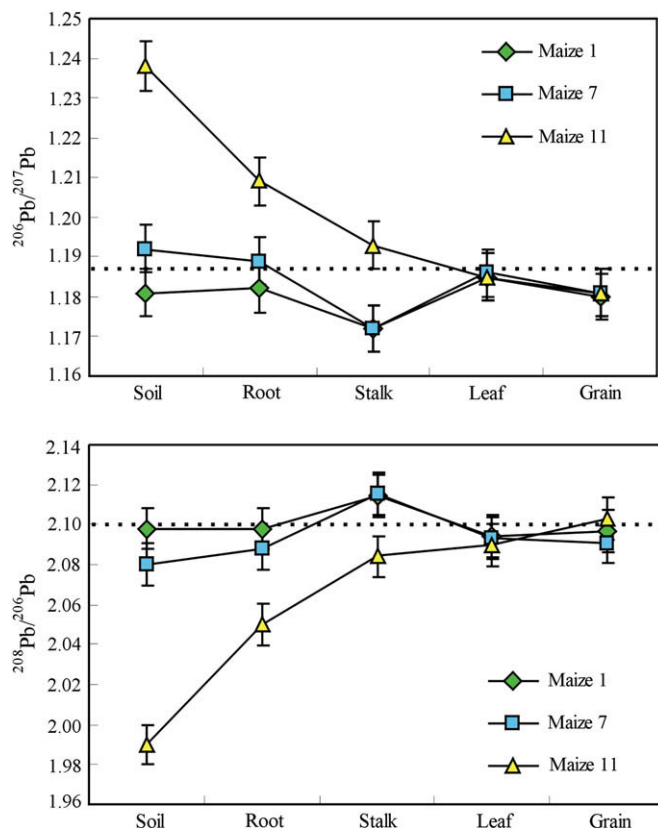 1.25
1.24
1.23
1.22
1.21
1.20
1.19
1.18
1.17
1.16
²⁰⁶Pb/²⁰⁷Pb
Maize 1
Maize 7
Maize 11
Soil Root Stalk Leaf Grain
2.14
2.12
2.10
2.08
2.06
2.04
2.02
2.00
1.98
1.96
²⁰⁸Pb/²⁰⁶Pb
Maize 1
Maize 7
Maize 11
Soil Root Stalk Leaf Grain